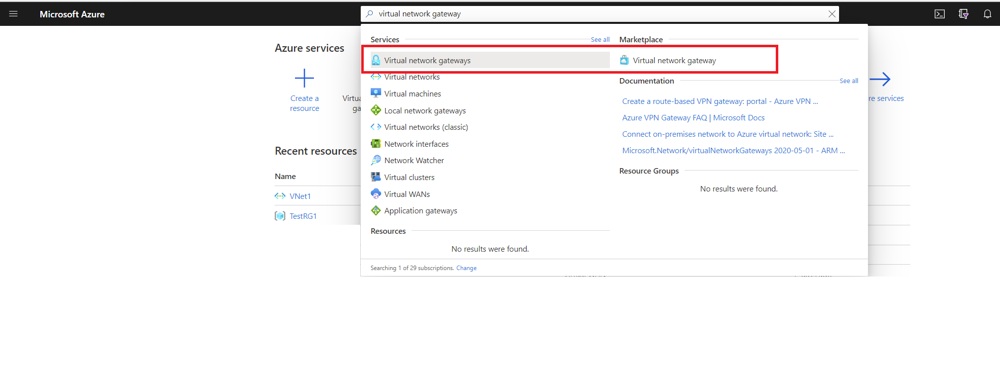 Microsoft Azure
virtual network gateway
Azure services
Create a
resource
Virtua
ga
re services
Recent resources
Name
VNet1
TestRG1
Services
See all
Virtual network gateways
Virtual networks
Virtual machines
Local network gateways
Virtual networks (classic)
Network interfaces
Network Watcher
Virtual clusters
Virtual WANs
Application gateways
Resources
No results were found.
Marketplace
Virtual network gateway
Documentation
See all
Create a route-based VPN gateway: portal - Azure VPN ...
Azure VPN Gateway FAQ | Microsoft Docs
Connect on-premises network to Azure virtual network: Site ...
Microsoft.Network/virtualNetworkGateways 2020-05-01 - ARM ...
Resource Groups
No results were found.
Searching 1 of 29 subscriptions. Change